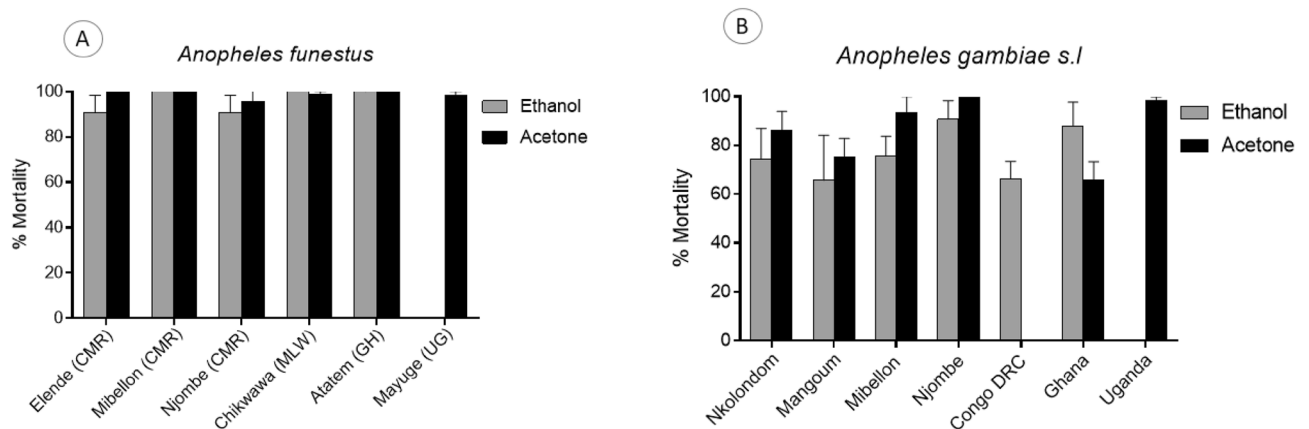 A
Anopheles funestus
% Mortality
100
80
60
40
20
0
Elende (CMR)
Mibellon (CMR)
Njombe (CMR)
Chikwawa (MLW)
Atatem (GH)
Mayuge (UG)
Ethanol
Acetone
B
Anopheles gambiae s.l
% Mortality
100
80
60
40
20
0
Nkolondom
Mangoum
Mibellon
Njombe
Congo DRC
Ghana
Uganda
Ethanol
Acetone